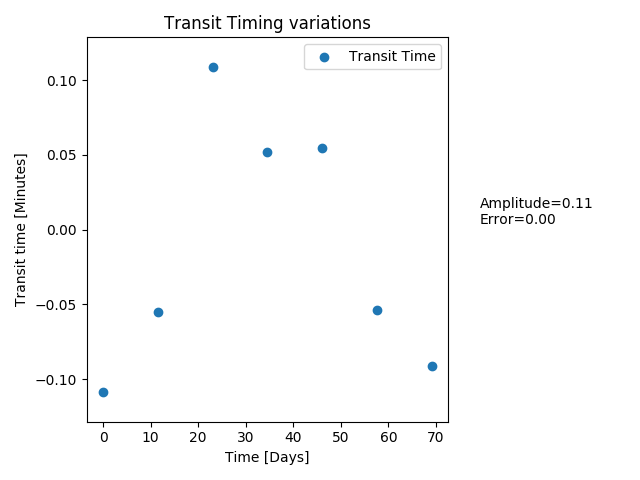 Transit Timing variations
Transit Time
0.10
0.05
0.00
−0.05
−0.10
Transit time [Minutes]
0 10 20 30 40 50 60 70
Time [Days]
Amplitude=0.11
Error=0.00